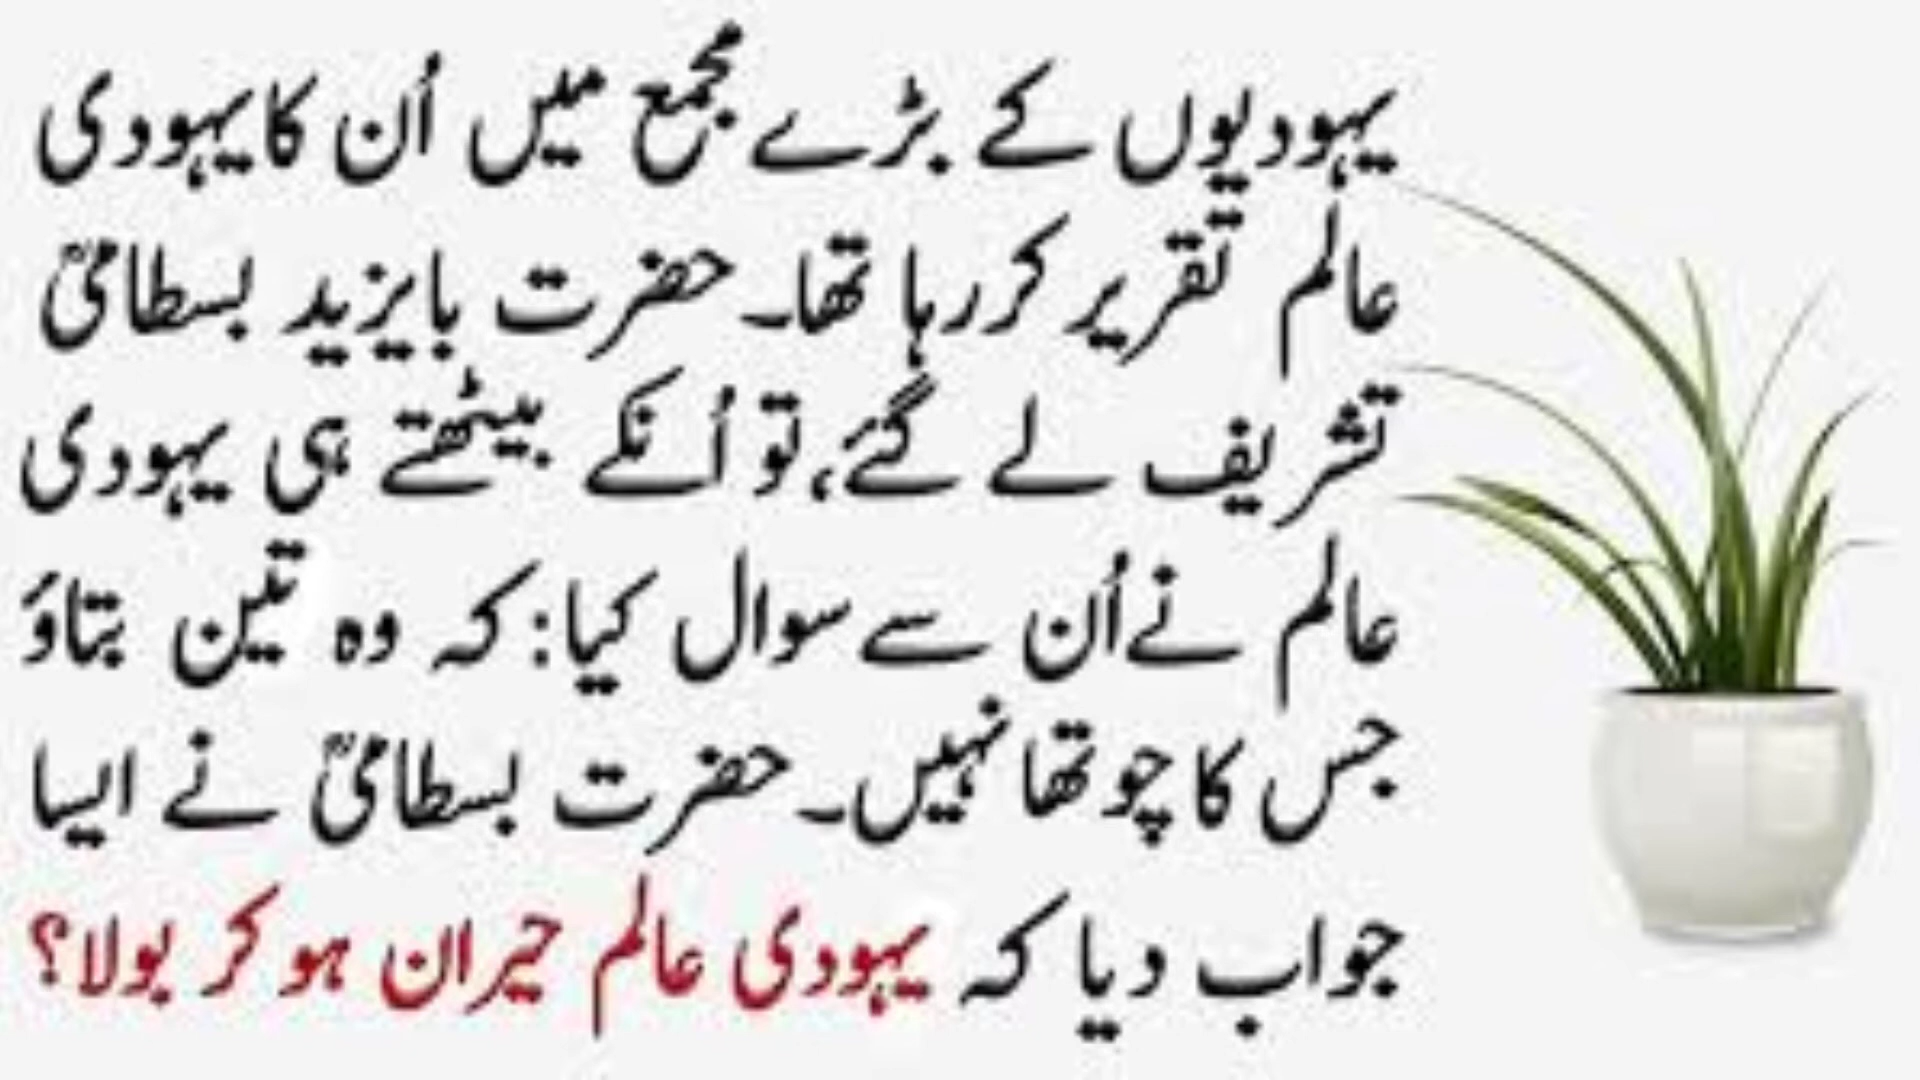 یہودیوں کے بڑے مجمع میں اُن کا یہودی
عالم تقریر کر رہا تھا۔ حضرت بایزید بسطامیؒ
تشریف لے گئے، تو اُنکے بیٹھتے ہی یہودی
عالم نے اُن سے سوال کیا: کہ وہ تین بتاؤ
جس کا چوتھا نہیں۔ حضرت بسطامیؒ نے ایسا
جواب دیا کہ یہودی عالم حیران ہو کر بولا؟